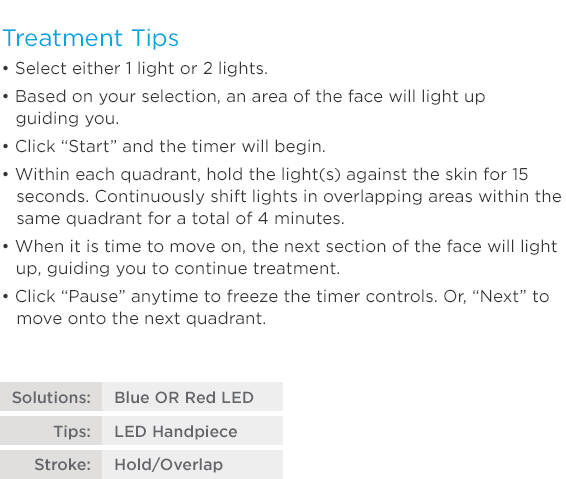 Treatment Tips
• Select either 1 light or 2 lights.
• Based on your selection, an area of the face will light up
guiding you.
• Click “Start” and the timer will begin.
• Within each quadrant, hold the light(s) against the skin for 15
seconds. Continuously shift lights in overlapping areas within the
same quadrant for a total of 4 minutes.
• When it is time to move on, the next section of the face will light
up, guiding you to continue treatment.
• Click “Pause” anytime to freeze the timer controls. Or, “Next” to
move onto the next quadrant.
Solutions: Blue OR Red LED
Tips: LED Handpiece
Stroke: Hold/Overlap